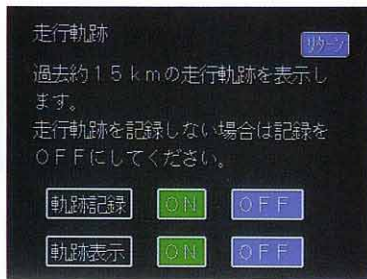 走行軌跡
リターン
過去約15kmの走行軌跡を表示し
ます。
走行軌跡を記録しない場合は記録を
OFFにしてください。
軌跡記録 ON OFF
軌跡表示 ON OFF